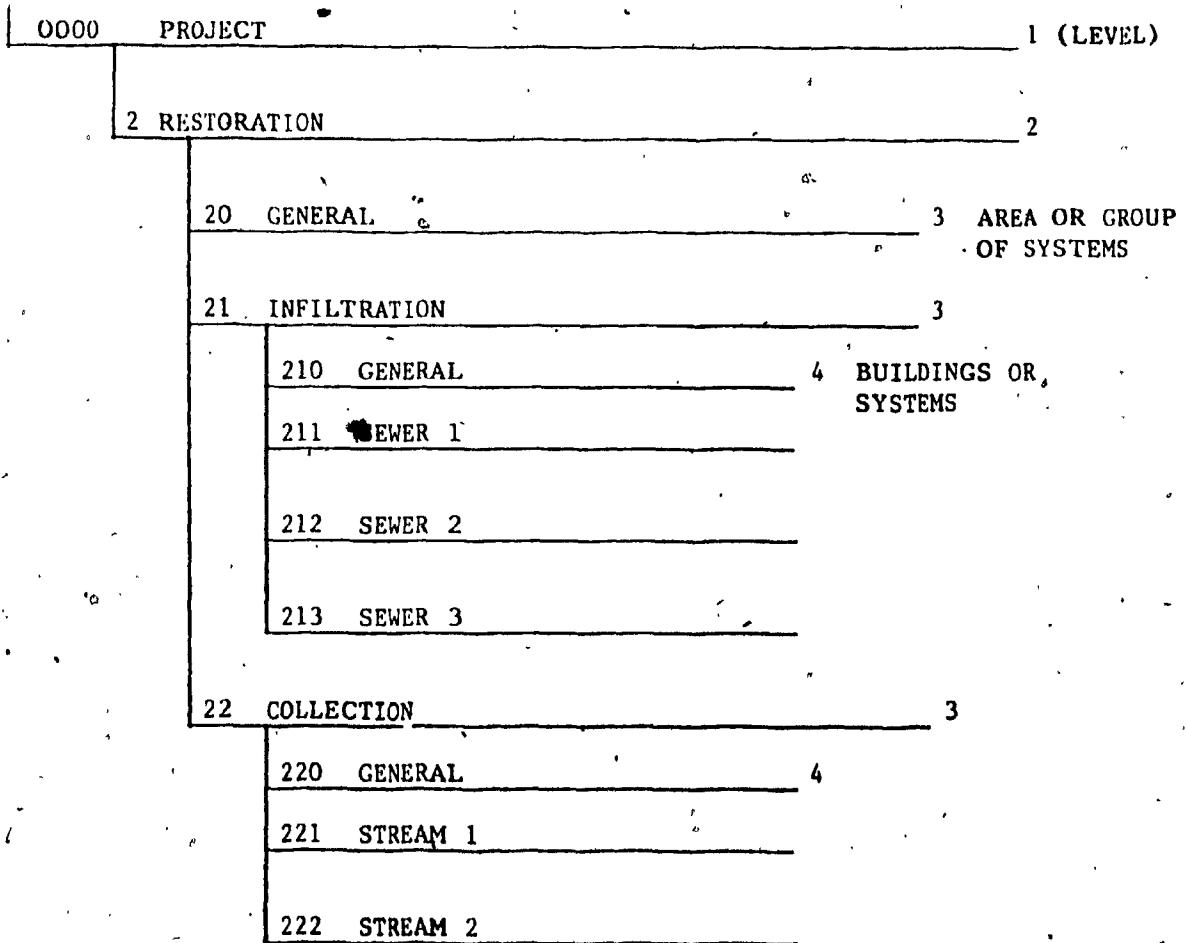 0000 PROJECT 1 (LEVEL)
2 RESTORATION 2
20 GENERAL 3 AREA OR GROUP
OF SYSTEMS
21 INFILTRATION 3
210 GENERAL 4 BUILDINGS OR
SYSTEMS
211 SEWER 1
212 SEWER 2
213 SEWER 3
22 COLLECTION 3
220 GENERAL 4
221 STREAM 1
222 STREAM 2